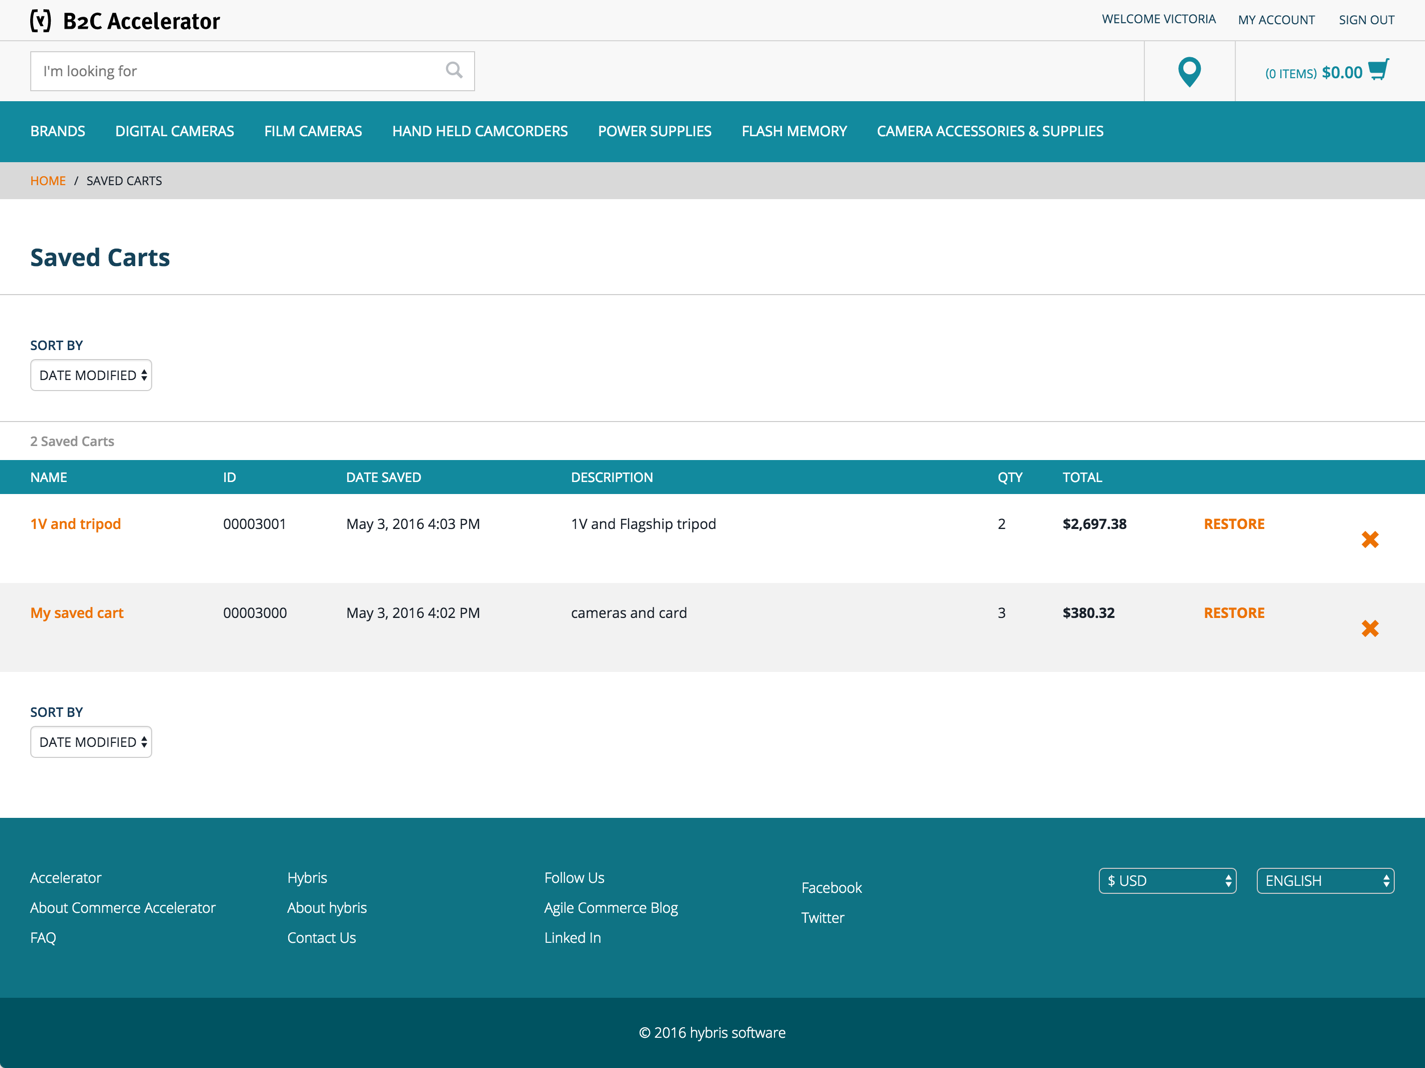 B2C Accelerator
WELCOME VICTORIA MY ACCOUNT SIGN OUT
I'm looking for
(0 ITEMS) $0.00
BRANDS DIGITAL CAMERAS FILM CAMERAS HAND HELD CAMCORDERS POWER SUPPLIES FLASH MEMORY CAMERA ACCESSORIES & SUPPLIES
HOME / SAVED CARTS
Saved Carts
SORT BY
DATE MODIFIED
2 Saved Carts
NAME ID DATE SAVED DESCRIPTION QTY TOTAL
1V and tripod 00003001 May 3, 2016 4:03 PM 1V and Flagship tripod 2 $2,697.38 RESTORE
My saved cart 00003000 May 3, 2016 4:02 PM cameras and card 3 $380.32 RESTORE
SORT BY
DATE MODIFIED
Accelerator
About Commerce Accelerator
FAQ
Hybris
About hybris
Contact Us
Follow Us
Agile Commerce Blog
Linked In
Facebook
Twitter
$ USD
ENGLISH
© 2016 hybris software